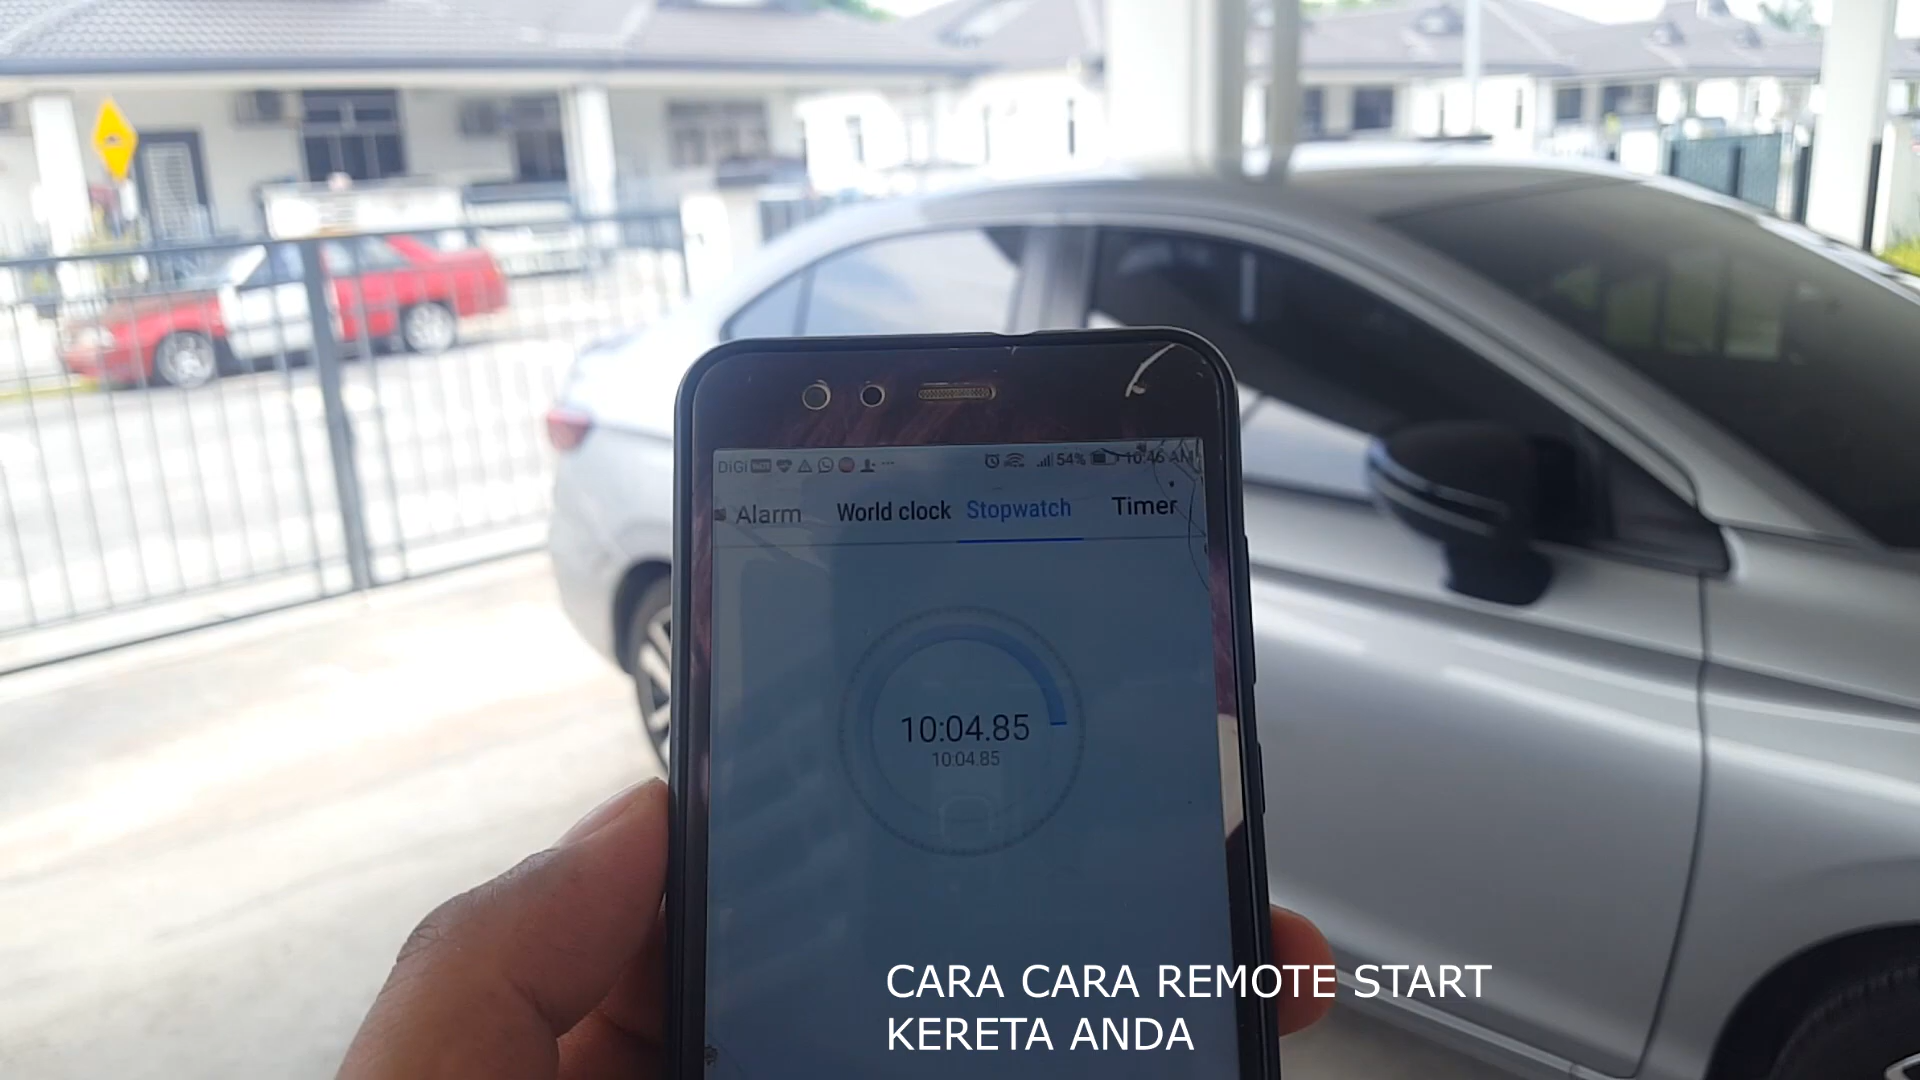 DiGi 54% 10:46 AM
Alarm World clock Stopwatch Timer
10:04.85
10:04.85
CARA CARA REMOTE START
KERETA ANDA